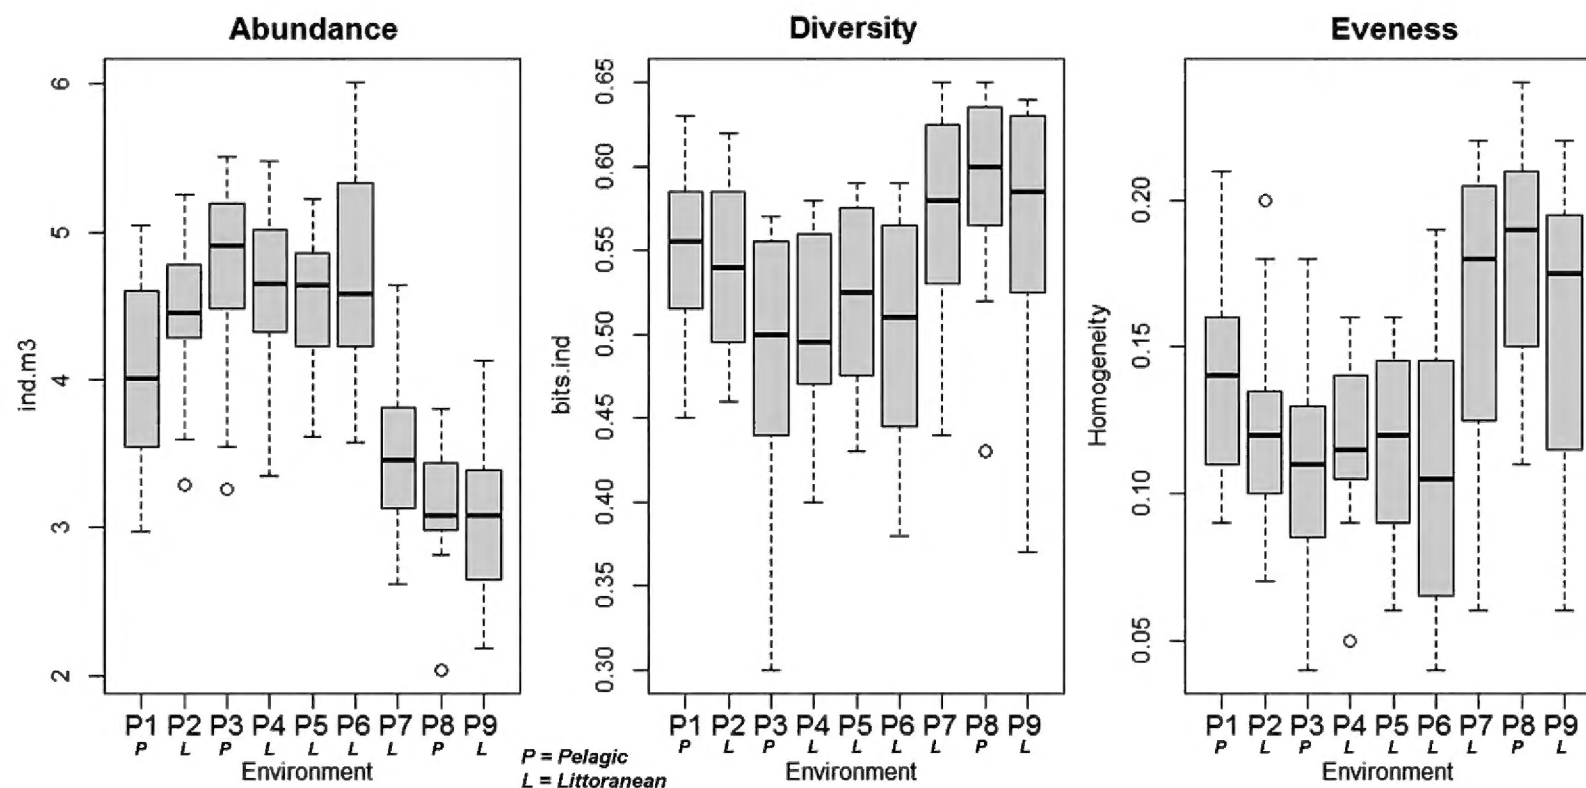 Abundance
ind.m3
6
5
4
3
2
P1 P2 P3 P4 P5 P6 P7 P8 P9
P L P L L L L P L
Environment
P = Pelagic
L = Littoranean
Diversity
bits.ind
0.65
0.60
0.55
0.50
0.45
0.40
0.35
0.30
P1 P2 P3 P4 P5 P6 P7 P8 P9
P L P L L L L P L
Environment
Eveness
Homogeneity
0.20
0.15
0.10
0.05
P1 P2 P3 P4 P5 P6 P7 P8 P9
P L P L L L L P L
Environment